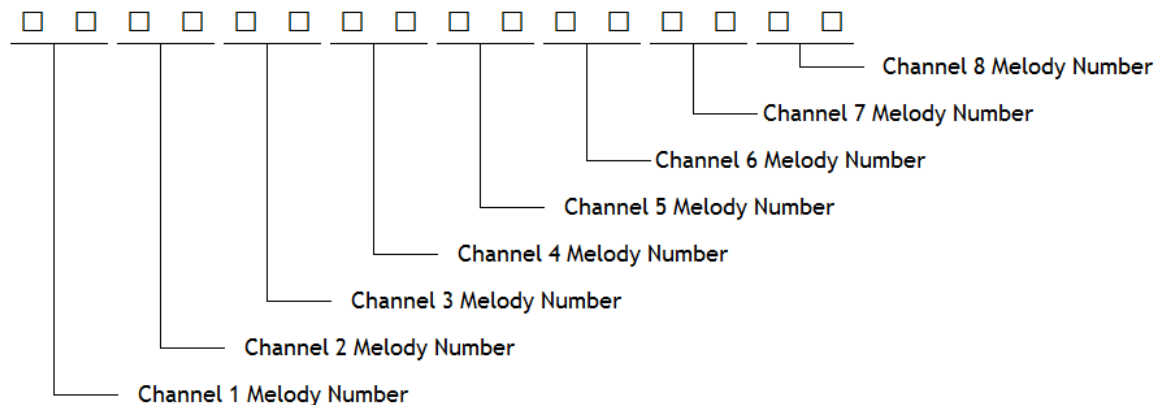 □ □ □ □ □ □ □ □ □ □ □ □ □ □ □ □
Channel 8 Melody Number
Channel 7 Melody Number
Channel 6 Melody Number
Channel 5 Melody Number
Channel 4 Melody Number
Channel 3 Melody Number
Channel 2 Melody Number
Channel 1 Melody Number